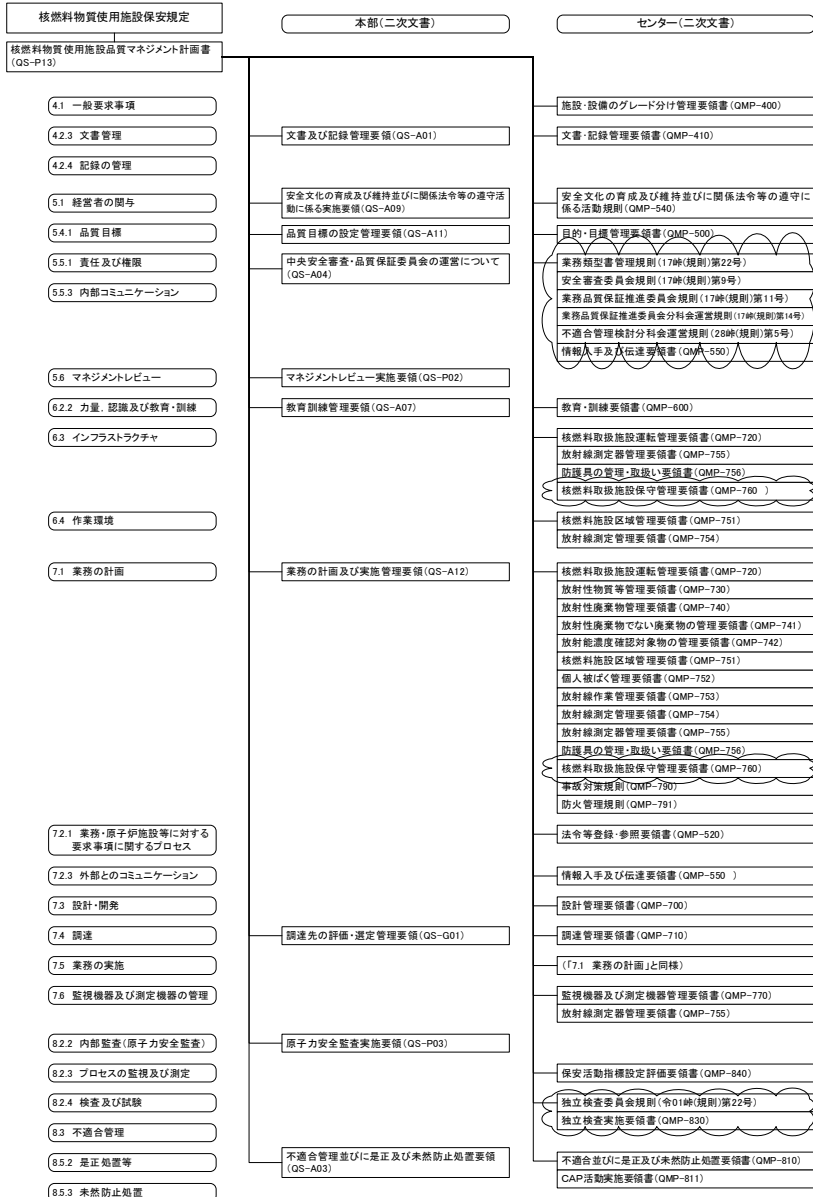 核燃料物質使用施設保安規定
本部(二次文書)
センター(二次文書)
核燃料物質使用施設品質マネジメント計画書
(QS-P13)
4.1 一般要求事項
施設・設備のグレード分け管理要領書(QMP-400)
4.2.3 文書管理
文書及び記録管理要領(QS-A01)
文書・記録管理要領書(QMP-410)
4.2.4 記録の管理
5.1 経営者の関与
安全文化の育成及び維持並びに関係法令等の遵守活
動に係る実施要領(QS-A09)
安全文化の育成及び維持並びに関係法令等の遵守に
係る活動規則(QMP-540)
5.4.1 品質目標
品質目標の設定管理要領(QS-A11)
目的・目標管理要領書(QMP-500)
5.5.1 責任及び権限
中央安全審査・品質保証委員会の運営について
(QS-A04)
業務類型書管理規則(17峠(規則)第22号)
安全審査委員会規則(17峠(規則)第9号)
5.5.3 内部コミュニケーション
業務品質保証推進委員会規則(17峠(規則)第11号)
業務品質保証推進委員会分科会運営規則(17峠(規則)第14号)
不適合管理検討分科会運営規則(28峠(規則)第5号)
情報入手及び伝達要領書(QMP-550)
5.6 マネジメントレビュー
マネジメントレビュー実施要領(QS-P02)
6.2.2 力量,認識及び教育・訓練
教育訓練管理要領(QS-A07)
教育・訓練要領書(QMP-600)
6.3 インフラストラクチャ
核燃料取扱施設運転管理要領書(QMP-720)
放射線測定器管理要領書(QMP-755)
防護具の管理・取扱い要領書(QMP-756)
核燃料取扱施設保守管理要領書(QMP-760 )
6.4 作業環境
核燃料施設区域管理要領書(QMP-751)
放射線測定管理要領書(QMP-754)
7.1 業務の計画
業務の計画及び実施管理要領(QS-A12)
核燃料取扱施設運転管理要領書(QMP-720)
放射性物質等管理要領書(QMP-730)
放射性廃棄物管理要領書(QMP-740)
放射性廃棄物でない廃棄物の管理要領書(QMP-741)
放射能濃度確認対象物の管理要領書(QMP-742)
核燃料施設区域管理要領書(QMP-751)
個人被ばく管理要領書(QMP-752)
放射線作業管理要領書(QMP-753)
放射線測定管理要領書(QMP-754)
放射線測定器管理要領書(QMP-755)
防護具の管理・取扱い要領書(QMP-756)
核燃料取扱施設保守管理要領書(QMP-760)
事故対策規則(QMP-790)
防火管理規則(QMP-791)
7.2.1 業務・原子炉施設等に対する
要求事項に関するプロセス
法令等登録・参照要領書(QMP-520)
7.2.3 外部とのコミュニケーション
情報入手及び伝達要領書(QMP-550 )
7.3 設計・開発
設計管理要領書(QMP-700)
7.4 調達
調達先の評価・選定管理要領(QS-G01)
調達管理要領書(QMP-710)
7.5 業務の実施
(「7.1 業務の計画」と同様)
7.6 監視機器及び測定機器の管理
監視機器及び測定機器管理要領書(QMP-770)
放射線測定器管理要領書(QMP-755)
8.2.2 内部監査(原子力安全監査)
原子力安全監査実施要領(QS-P03)
8.2.3 プロセスの監視及び測定
保安活動指標設定評価要領書(QMP-840)
8.2.4 検査及び試験
独立検査委員会規則(令01峠(規則)第22号)
独立検査実施要領書(QMP-830)
8.3 不適合管理
8.5.2 是正処置等
不適合管理並びに是正及び未然防止処置要領
(QS-A03)
不適合並びに是正及び未然防止処置要領書(QMP-810)
CAP活動実施要領書(QMP-811)
8.5.3 未然防止処置